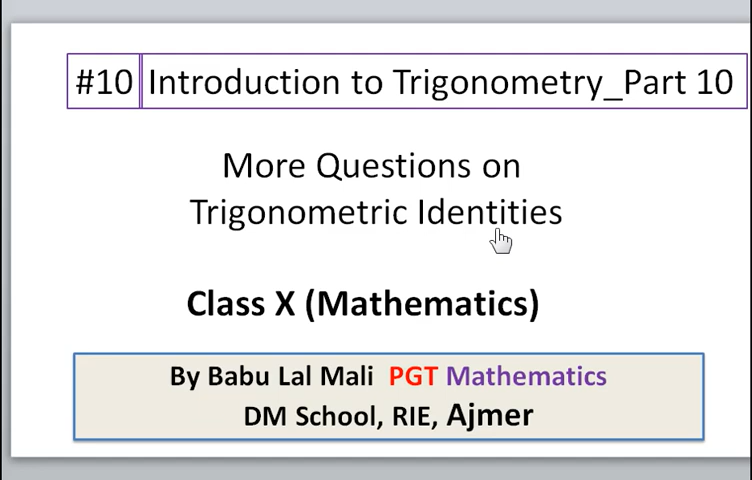 #10 Introduction to Trigonometry_Part 10
More Questions on
Trigonometric Identities
Class X (Mathematics)
By Babu Lal Mali PGT Mathematics
DM School, RIE, Ajmer